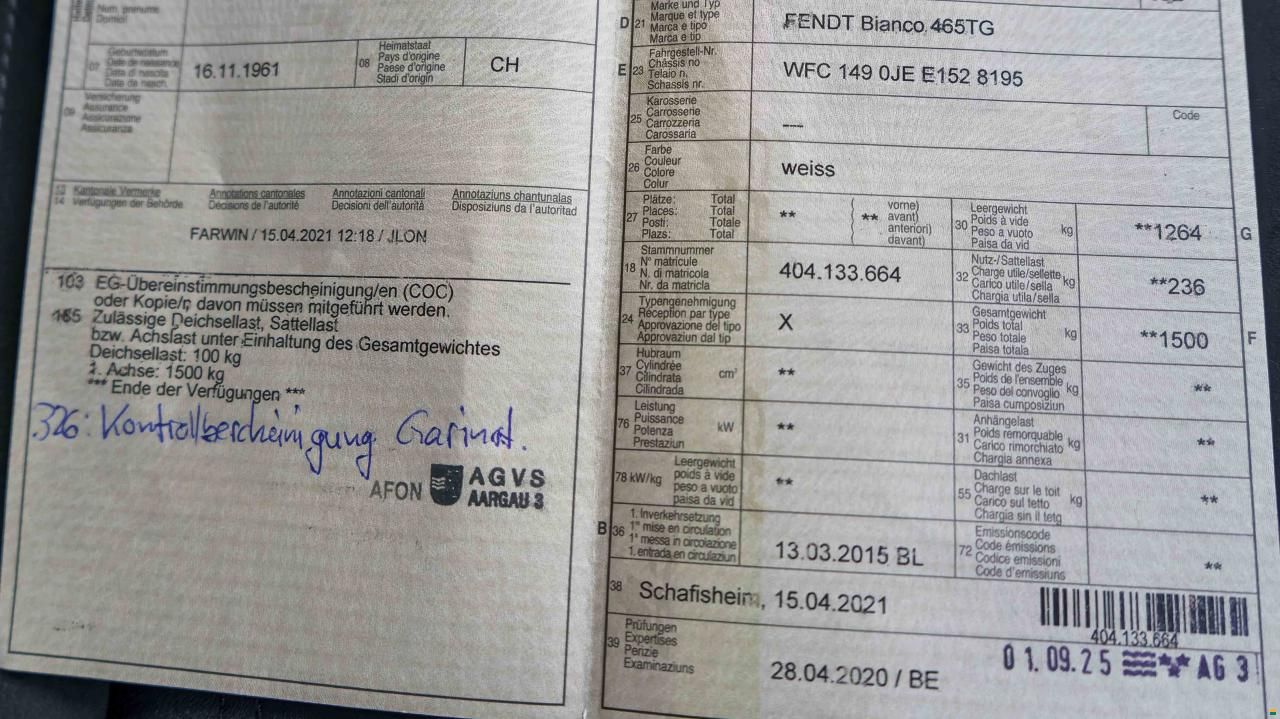 Nom, prénome
Domicil
07
Geburtsdatum
Date de naissance
Data di nascita
Data da nasch.
16.11.1961
08
Heimatstaat
Pays d'origine
Paese d'origine
Stadi d'origin
CH
09
Versicherung
Assurance
Assicurazione
Assicuranza
13 Kantonale Vermerke Annotations cantonales Annotazioni cantonali Annotaziuns chantunalas
14 Verfügungen der Behörde Décisions de l'autorité Decisioni dell'autorità Disposiziuns da l'autoritad
FARWIN / 15.04.2021 12:18 / JLON
103 EG-Übereinstimmungsbescheinigung/en (COC)
oder Kopie/n davon müssen mitgeführt werden.
Zulässige Deichsellast, Sattellast
bzw. Achslast unter Einhaltung des Gesamtgewichtes
Deichsellast: 100 kg
1. Achse: 1500 kg
*** Ende der Verfügungen ***
326: Kontrollbescheinigung
AFON
AGVS
AARGAU 3
D 21
Marke und Typ
Marque et type
Marca e tipo
Marca e tip
FENDT Bianco 465TG
E 23
Fahrgestell-Nr.
Châssis no
Telaio n.
Schassis nr.
WFC 149 0JE E152 8195
25
Karosserie
Carrosserie
Carrozzeria
Carossaria
---
Code
26
Farbe
Couleur
Colore
Colur
weiss
27
Plätze: Total
Places: Total
Posti: Totale
Plazs: Total
**
( **
vorne)
avant)
anteriori)
davant)
30
Leergewicht
Poids à vide
Peso a vuoto
Paisa da vid
kg
**1264
G
18
Stammnummer
N° matricule
N. di matricola
Nr. da matricla
404.133.664
32
Nutz-/Sattellast
Charge utile/sellette
Carico utile/sella
Chargia utila/sella
kg
**236
24
Typengenehmigung
Réception par type
Approvazione del tipo
Approvaziun dal tip
X
33
Gesamtgewicht
Poids total
Peso totale
Paisa totala
kg
**1500
F
37
Hubraum
Cylindrée
Cilindrata
Cilindrada
cm³
**
35
Gewicht des Zuges
Poids de l'ensemble
Peso del convoglio
Paisa cumposiziun
kg
**
76
Leistung
Puissance
Potenza
Prestaziun
kW
**
31
Anhängelast
Poids remorquable
Carico rimorchiato
Chargia annexa
kg
**
78 kW/kg
Leergewicht
poids à vide
peso a vuoto
paisa da vid
**
55
Dachlast
Charge sur le toit
Carico sul tetto
Chargia sin il tetg
kg
**
B 36
1. Inverkehrsetzung
1re mise en circulation
1a messa in circolazione
1. entrada en circulaziun
13.03.2015 BL
72
Emissionscode
Code émissions
Codice emissioni
Code d'emissiuns
**
38 Schafisheim, 15.04.2021
404.133.664
39
Prüfungen
Expertises
Perizie
Examinaziuns
28.04.2020 / BE
01.09.25 AG 3